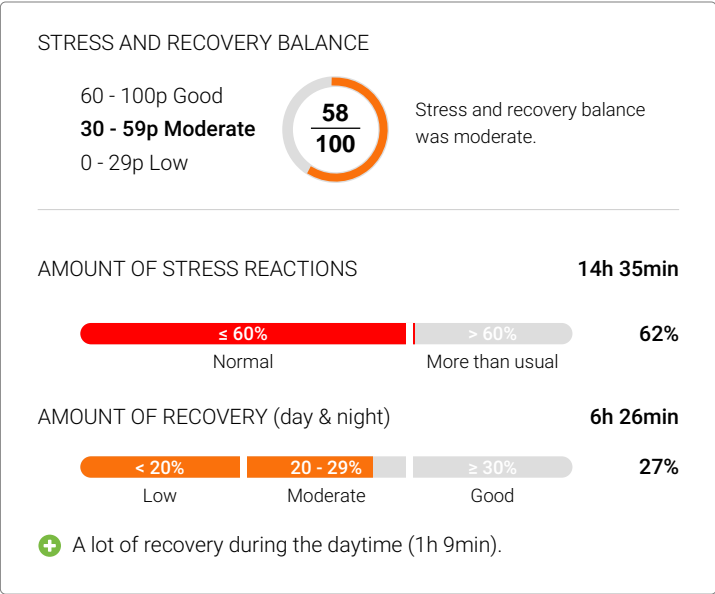 STRESS AND RECOVERY BALANCE
60 - 100p Good
30 - 59p Moderate
0 - 29p Low
58
100
Stress and recovery balance
was moderate.
AMOUNT OF STRESS REACTIONS 14h 35min
≤ 60% > 60% 62%
Normal More than usual
AMOUNT OF RECOVERY (day & night) 6h 26min
< 20% 20 - 29% ≥ 30% 27%
Low Moderate Good
A lot of recovery during the daytime (1h 9min).